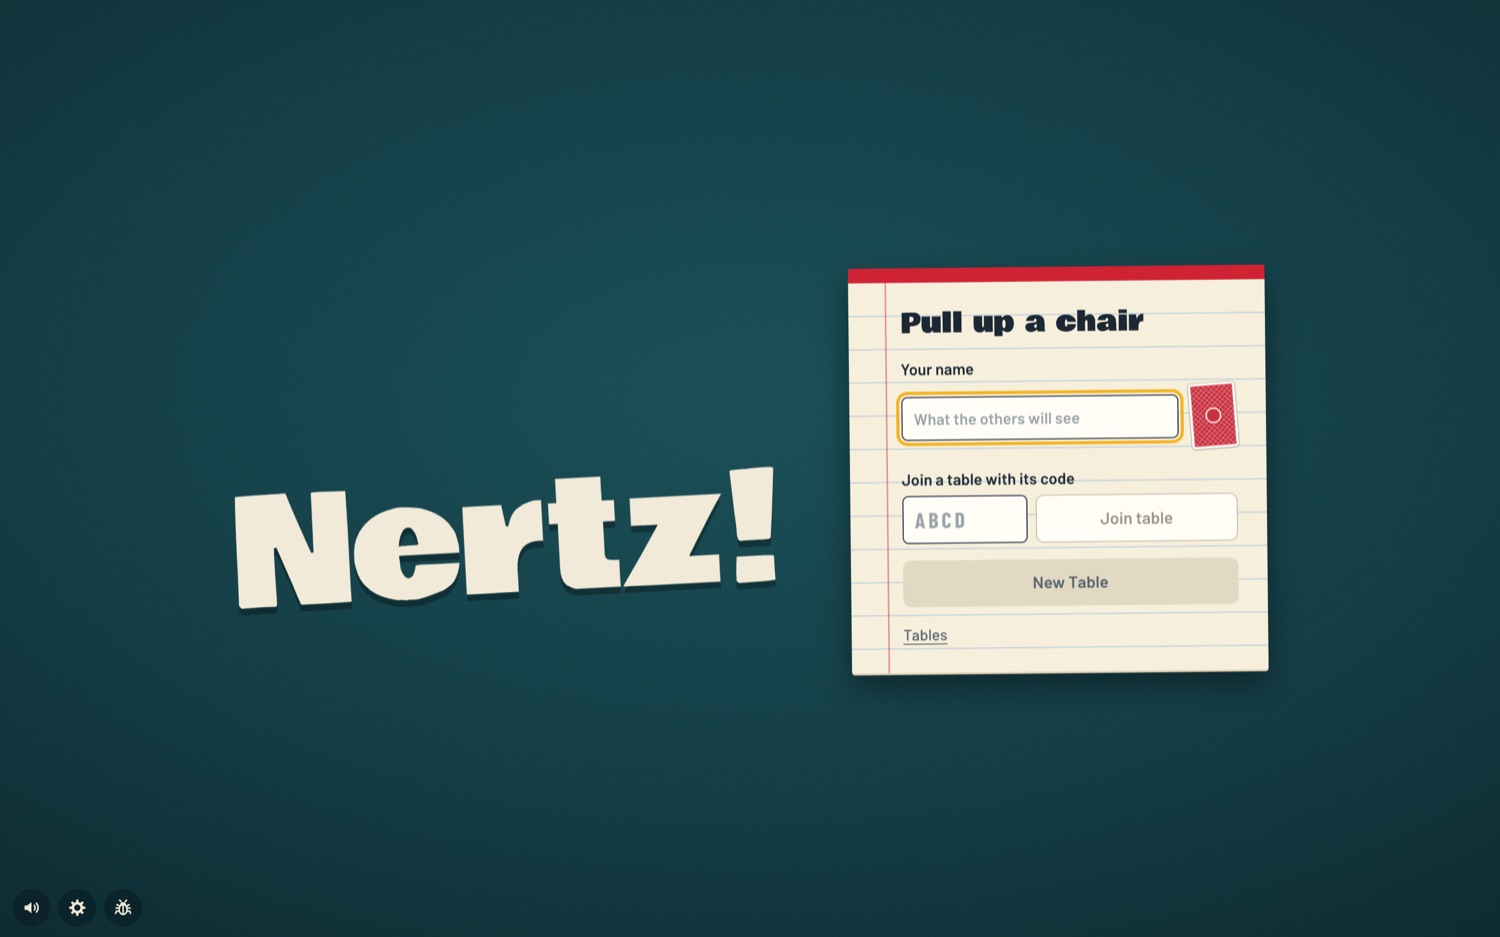 Nertz!
Pull up a chair
Your name
What the others will see
Join a table with its code
ABCD
Join table
New Table
Tables